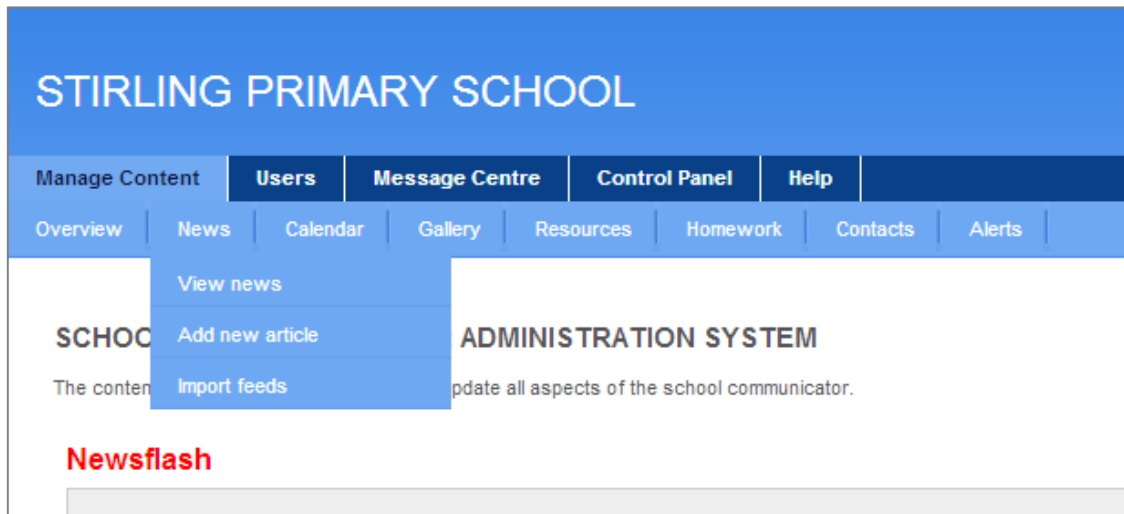 STIRLING PRIMARY SCHOOL
Manage Content Users Message Centre Control Panel Help
Overview News Calendar Gallery Resources Homework Contacts Alerts
View news
SCHOO ADMINISTRATION SYSTEM
Add new article
The conten pdate all aspects of the school communicator.
Import feeds
Newsflash